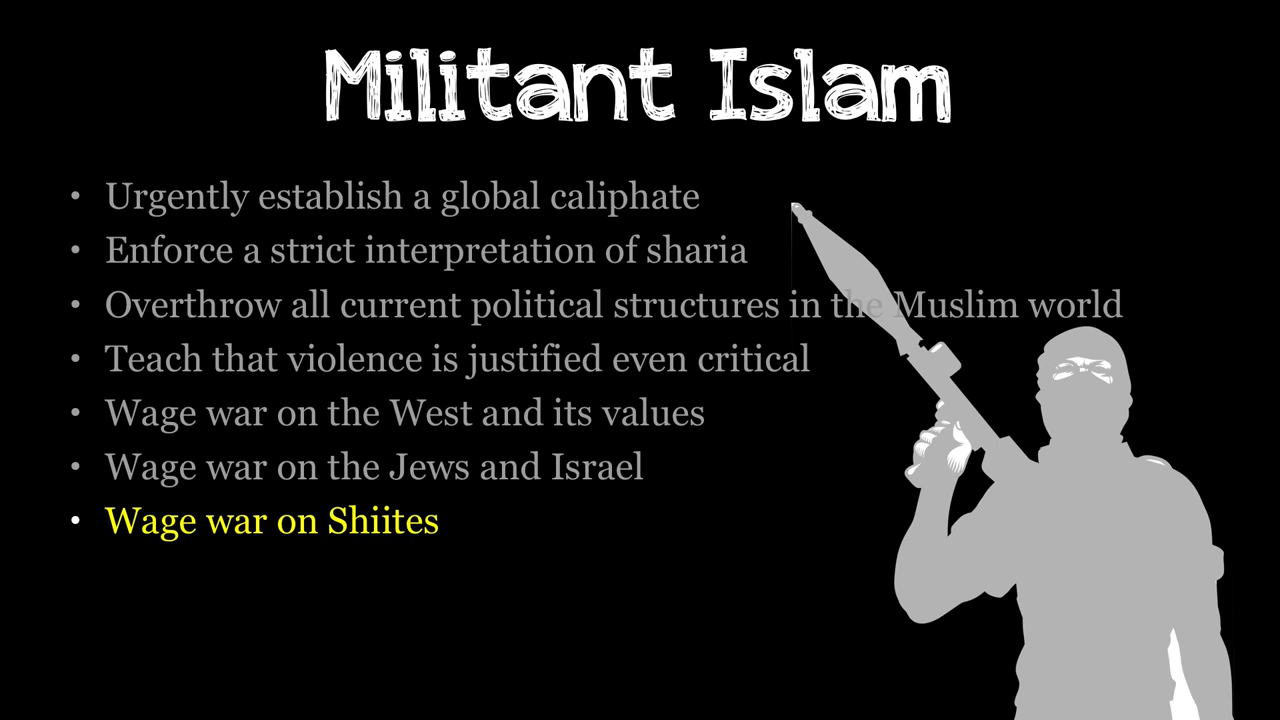 Militant Islam
• Urgently establish a global caliphate
• Enforce a strict interpretation of sharia
• Overthrow all current political structures in the Muslim world
• Teach that violence is justified even critical
• Wage war on the West and its values
• Wage war on the Jews and Israel
• Wage war on Shiites